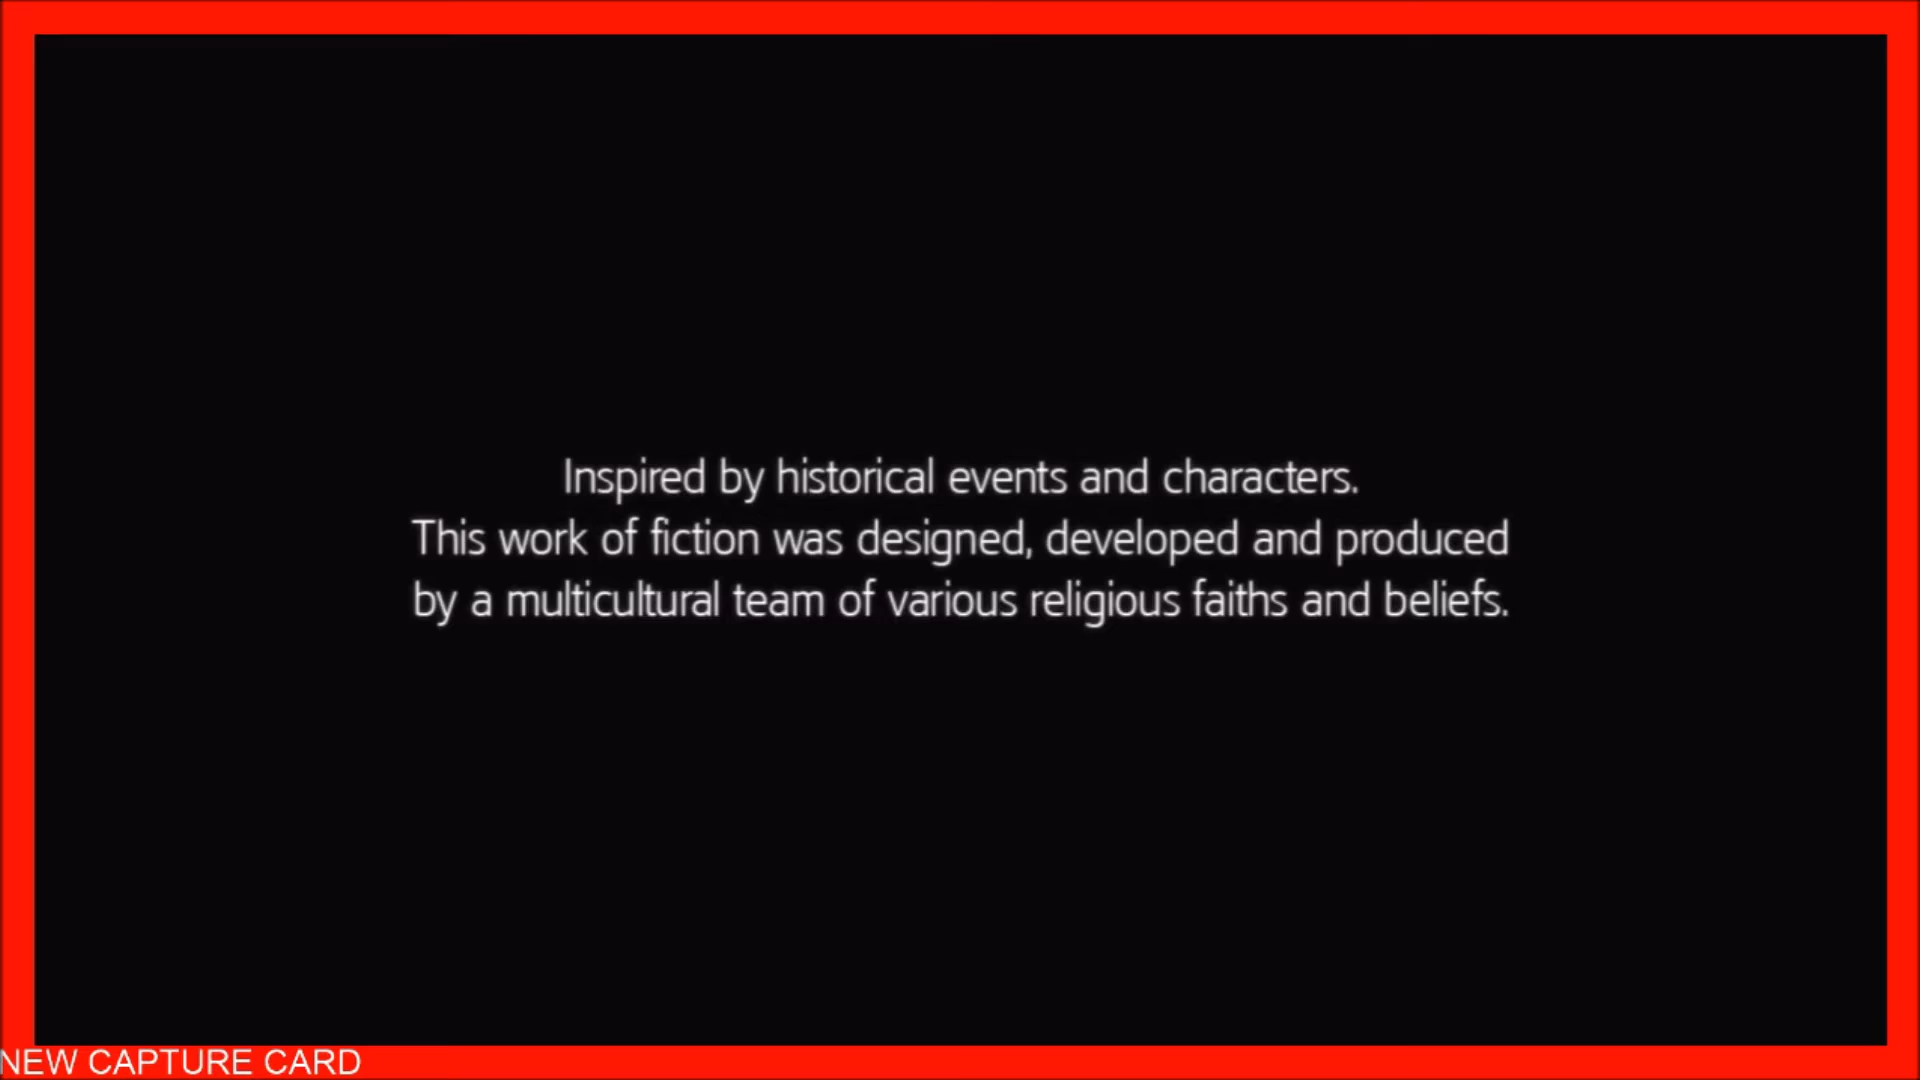 Inspired by historical events and characters.
This work of fiction was designed, developed and produced
by a multicultural team of various religious faiths and beliefs.
NEW CAPTURE CARD